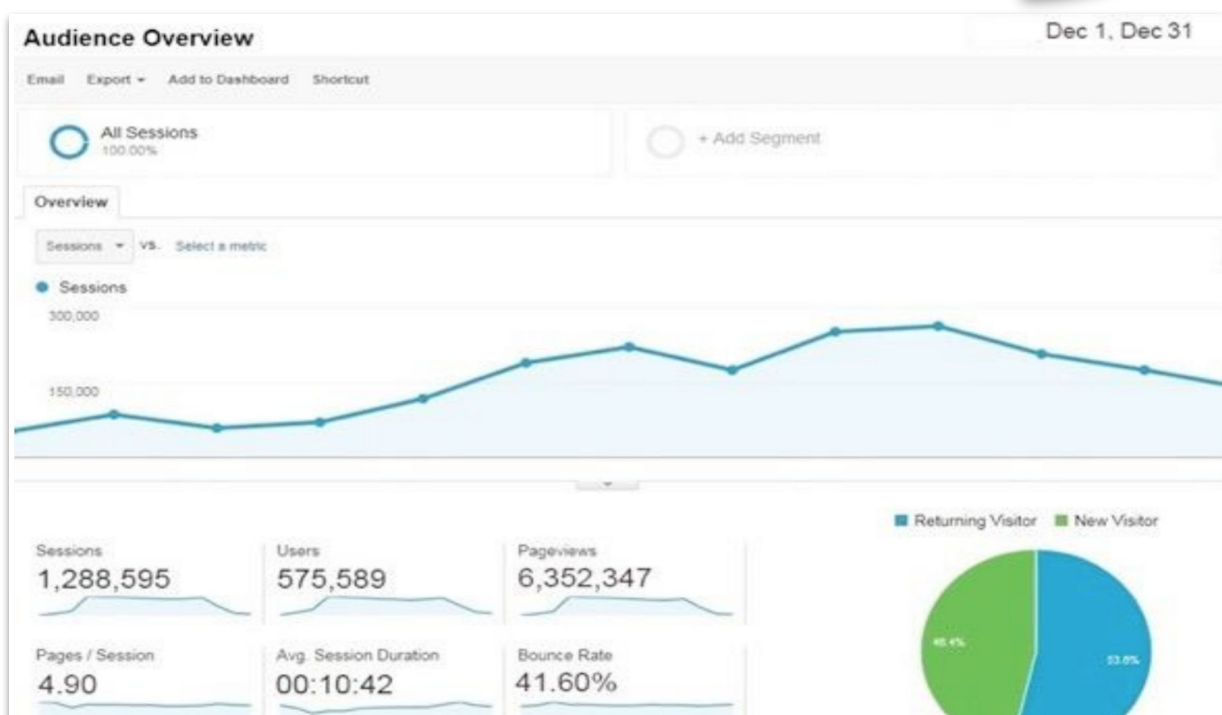 Audience Overview
Dec 1, Dec 31
Email Export Add to Dashboard Shortcut
All Sessions
100.00%
+ Add Segment
Overview
Sessions VS. Select a metric
Sessions
300,000
150,000
Returning Visitor New Visitor
Sessions
1,288,595
Users
575,589
Pageviews
6,352,347
Pages / Session
4.90
Avg. Session Duration
00:10:42
Bounce Rate
41.60%